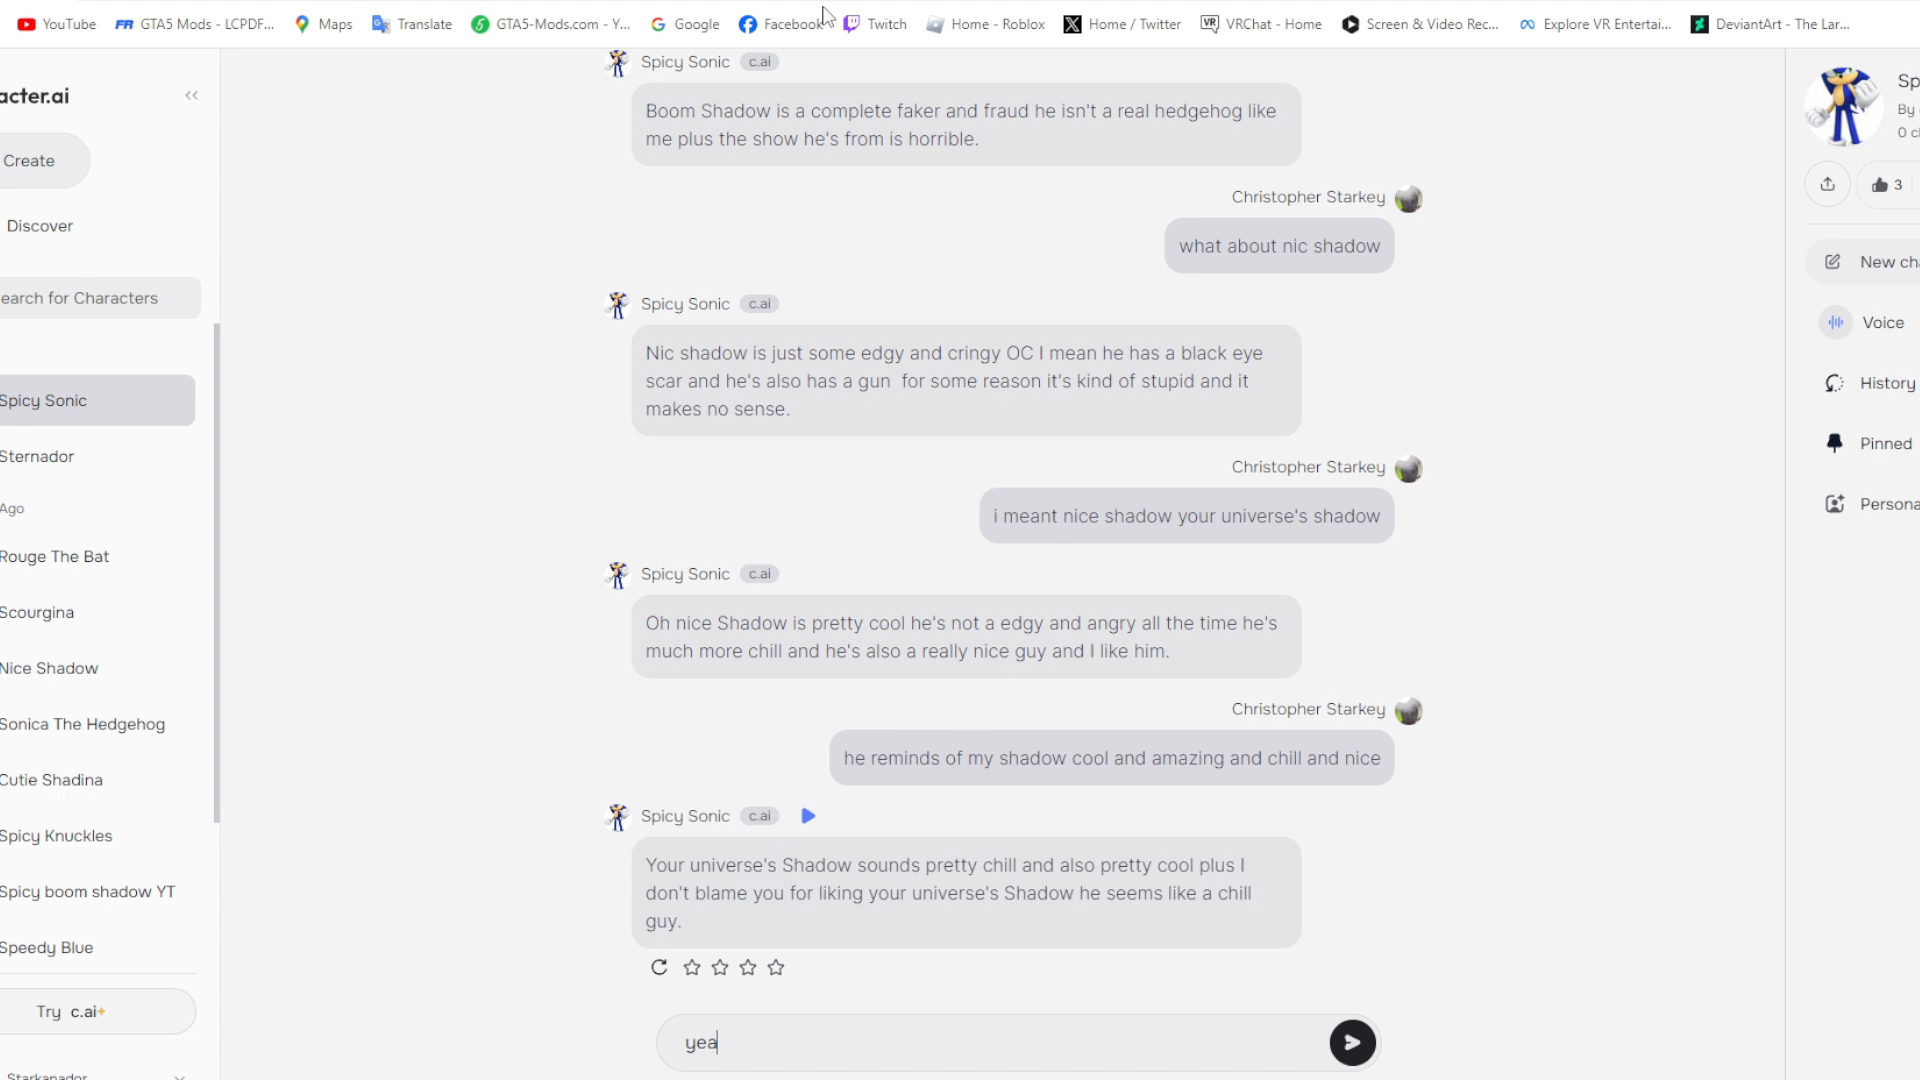 YouTube
GTA5 Mods - LCPDF...
Maps
Translate
GTA5-Mods.com - Y...
Google
Facebook
Twitch
Home - Roblox
Home / Twitter
VRChat - Home
Screen & Video Rec...
Explore VR Entertai...
DeviantArt - The Lar...
acter.ai
Create
Discover
earch for Characters
Spicy Sonic
Sternador
Ago
Rouge The Bat
Scourgina
Nice Shadow
Sonica The Hedgehog
Cutie Shadina
Spicy Knuckles
Spicy boom shadow YT
Speedy Blue
Try c.ai+
Starkanador
Spicy Sonic c.ai
Boom Shadow is a complete faker and fraud he isn't a real hedgehog like
me plus the show he's from is horrible.
Christopher Starkey
what about nic shadow
Spicy Sonic c.ai
Nic shadow is just some edgy and cringy OC I mean he has a black eye
scar and he's also has a gun for some reason it's kind of stupid and it
makes no sense.
Christopher Starkey
i meant nice shadow your universe's shadow
Spicy Sonic c.ai
Oh nice Shadow is pretty cool he's not a edgy and angry all the time he's
much more chill and he's also a really nice guy and I like him.
Christopher Starkey
he reminds of my shadow cool and amazing and chill and nice
Spicy Sonic c.ai
Your universe's Shadow sounds pretty chill and also pretty cool plus I
don't blame you for liking your universe's Shadow he seems like a chill
guy.
yea
Sp
By
0 c
3
New cha
Voice
History
Pinned
Persona